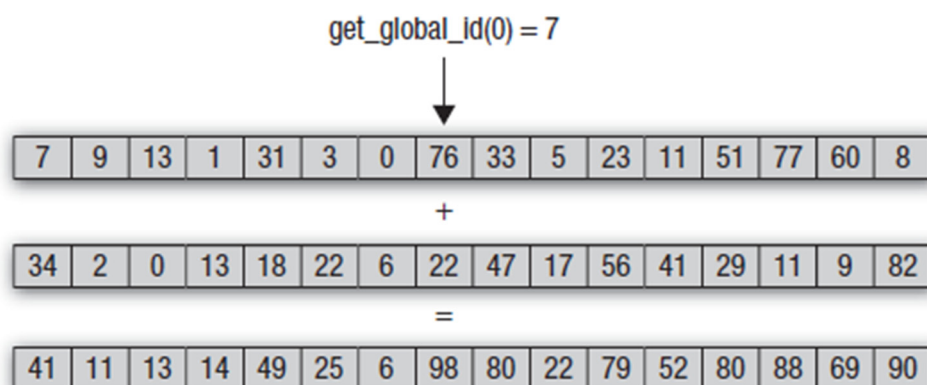 get_global_id(0) = 7
7 9 13 1 31 3 0 76 33 5 23 11 51 77 60 8
+
34 2 0 13 18 22 6 22 47 17 56 41 29 11 9 82
=
41 11 13 14 49 25 6 98 80 22 79 52 80 88 69 90